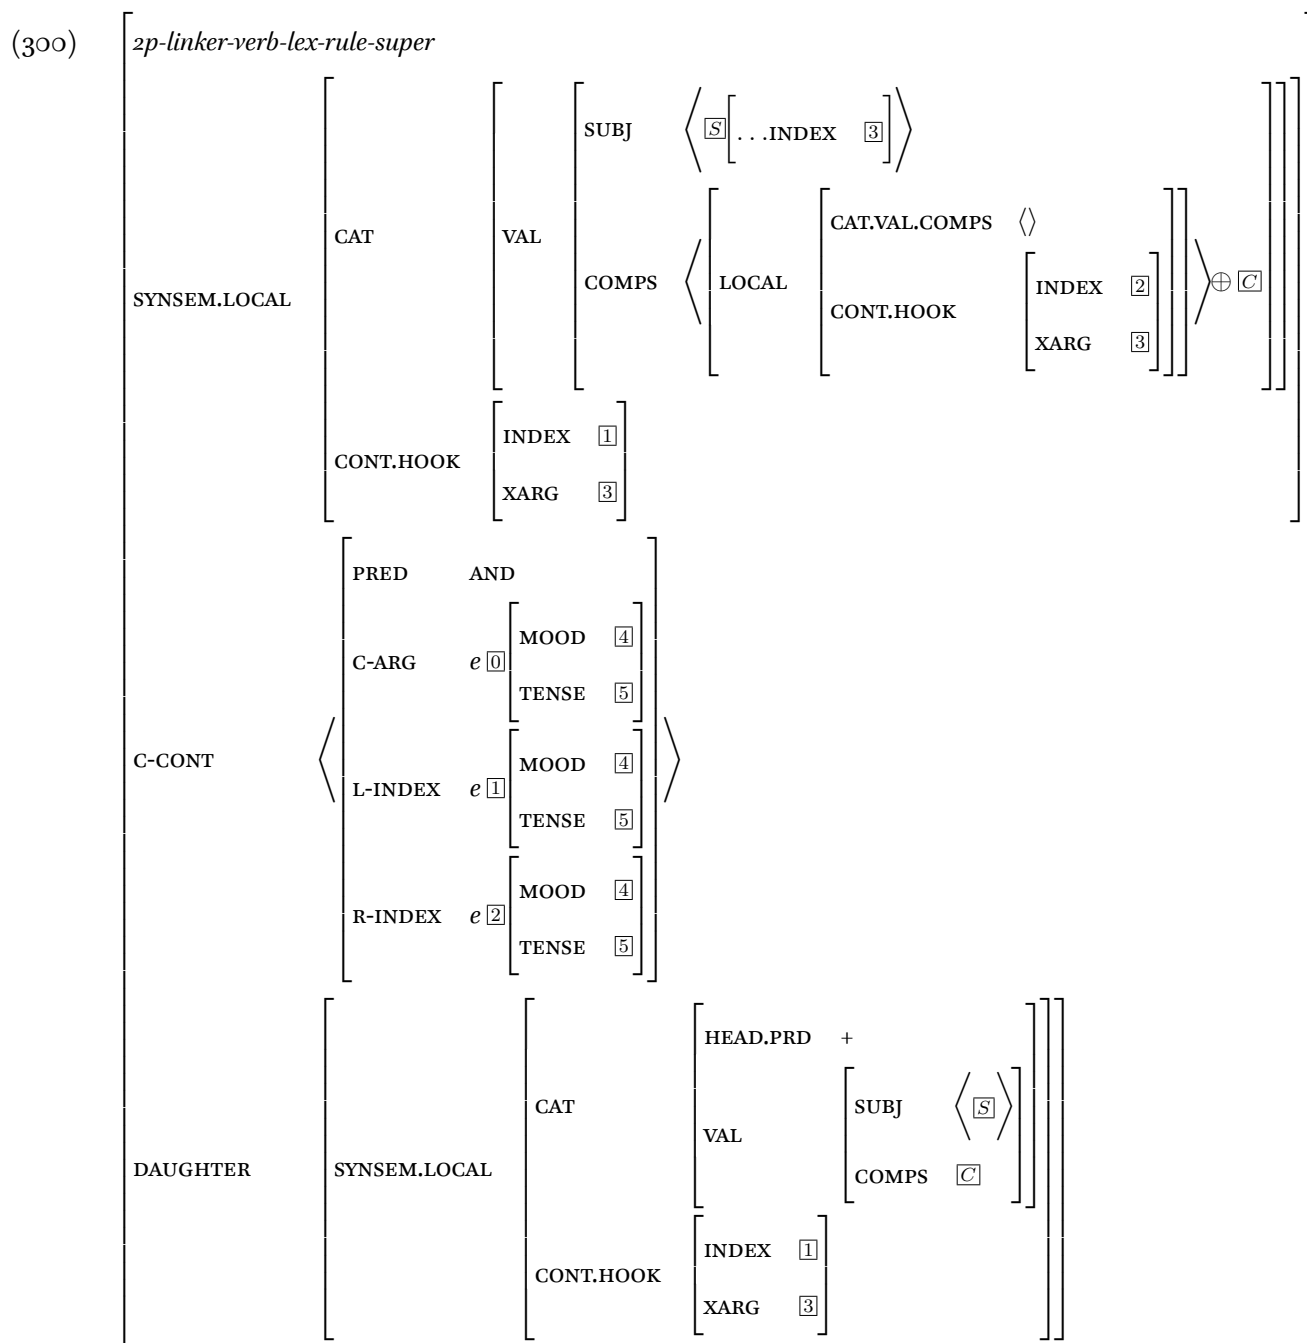 (300) 2p-linker-verb-lex-rule-super
SUBJ ⟨ S [ ...INDEX 3 ] ⟩
CAT.VAL.COMPS ⟨⟩
CAT VAL
INDEX 2
COMPS ⟨ LOCAL ⟩ ⊕ C
SYNSEM.LOCAL
CONT.HOOK
XARG 3
INDEX 1
CONT.HOOK
XARG 3
PRED AND
MOOD 4
C-ARG e 0
TENSE 5
C-CONT ⟨ ⟩
MOOD 4
L-INDEX e 1
TENSE 5
MOOD 4
R-INDEX e 2
TENSE 5
HEAD.PRD +
CAT SUBJ ⟨ S ⟩
VAL
DAUGHTER SYNSEM.LOCAL COMPS C
INDEX 1
CONT.HOOK
XARG 3